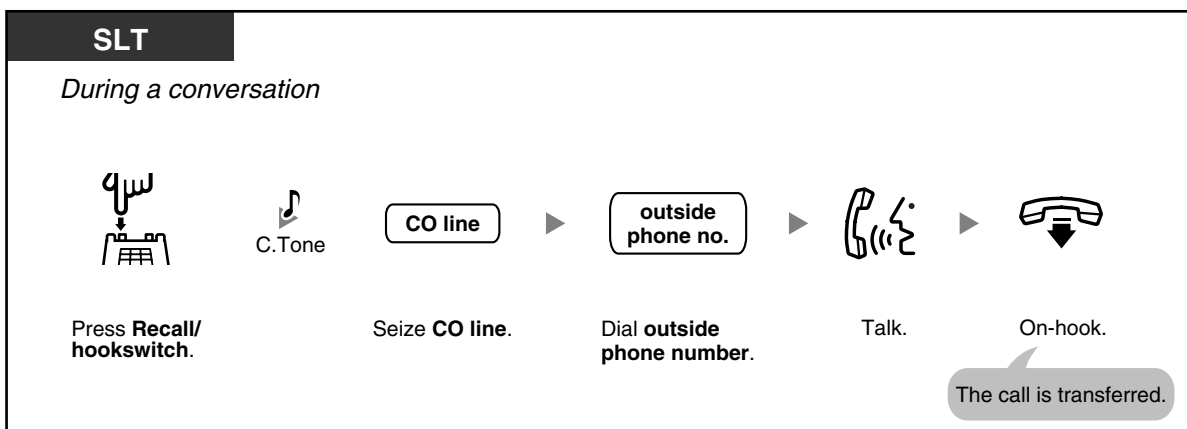 SLT
During a conversation
C.Tone
CO line
outside
phone no.
Press Recall/
hookswitch.
Seize CO line.
Dial outside
phone number.
Talk.
On-hook.
The call is transferred.